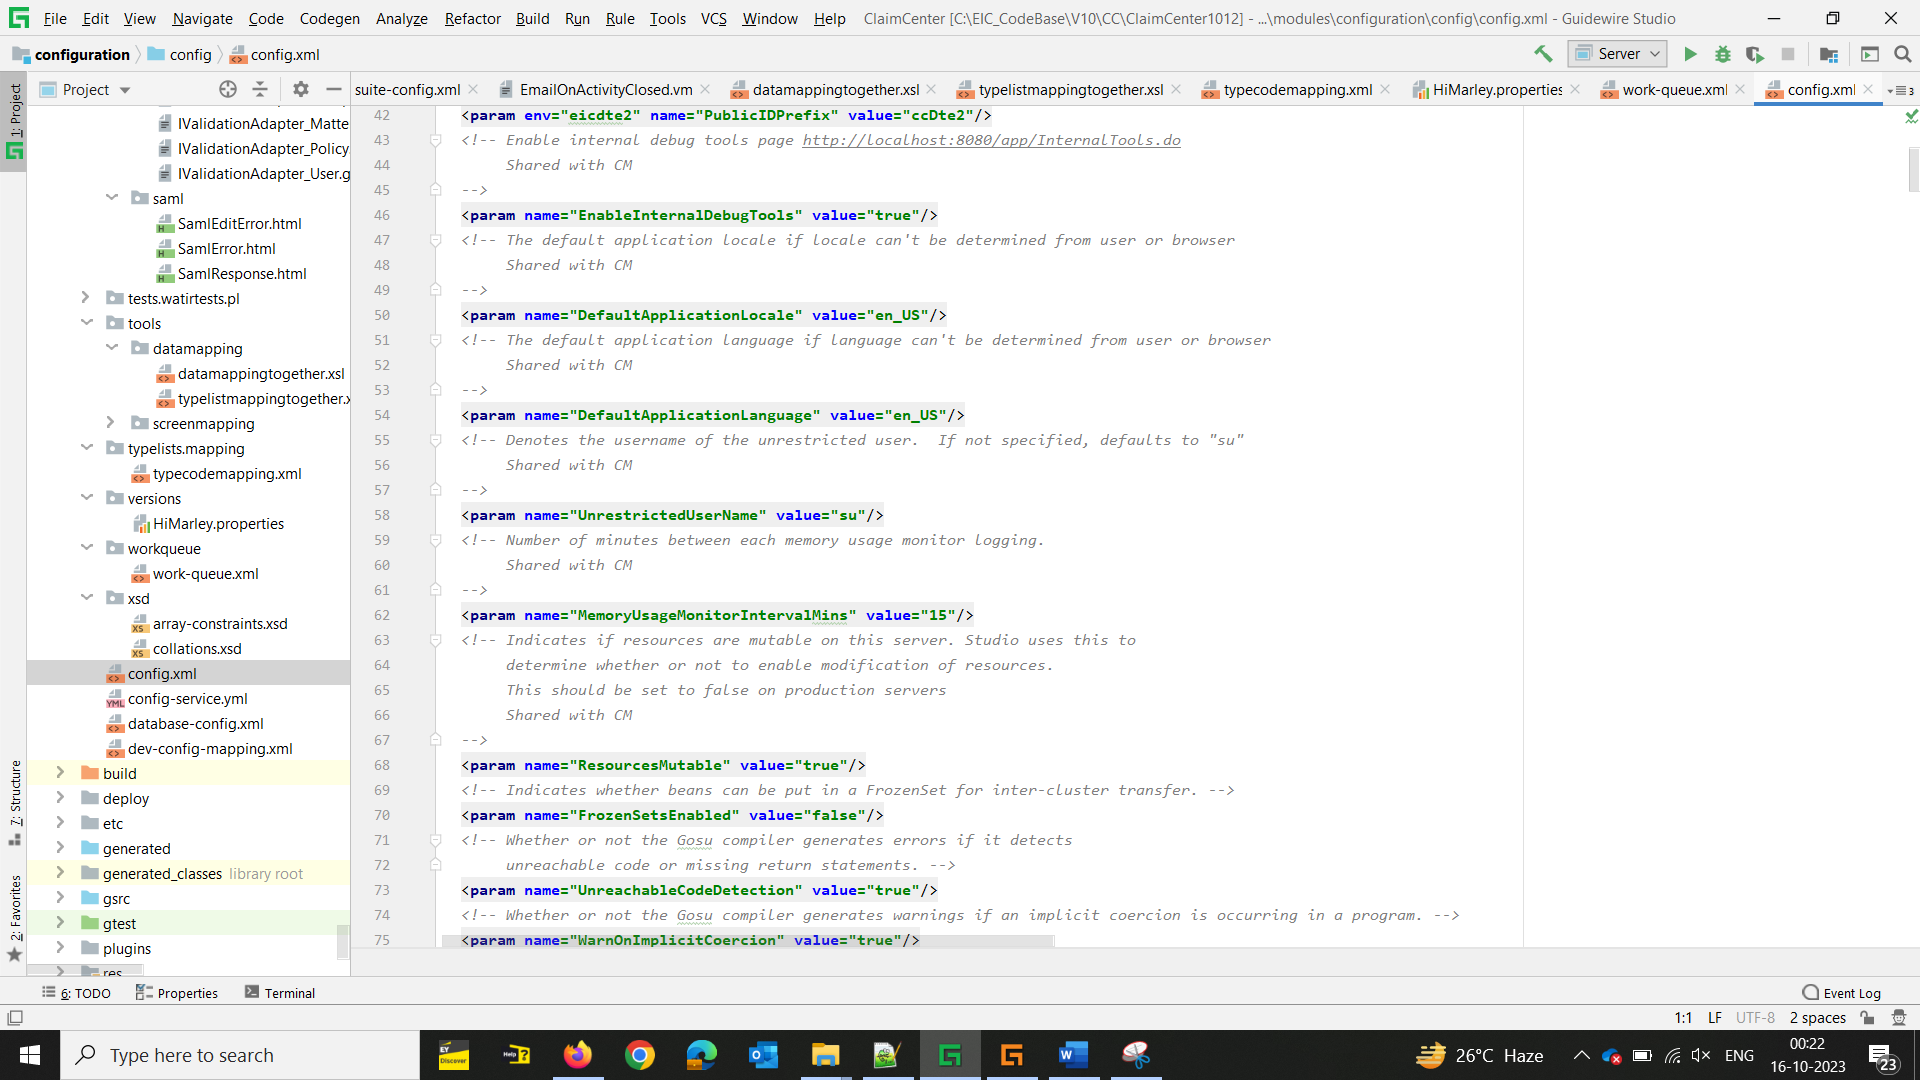 File Edit View Navigate Code Codegen Analyze Refactor Build Run Rule Tools VCS Window Help ClaimCenter [C:\EIC_CodeBase\V10\CC\ClaimCenter1012] - ...\modules\configuration\config\config.xml - Guidewire Studio
configuration config config.xml Server
Project suite-config.xml EmailOnActivityClosed.vm datamappingtogether.xsl typelistmappingtogether.xsl typecodemapping.xml HiMarley.properties work-queue.xml config.xml 3
1: Project
7: Structure
2: Favorites
IValidationAdapter_Matte
IValidationAdapter_Policy
IValidationAdapter_User.g
saml
SamlEditError.html
SamlError.html
SamlResponse.html
tests.watirtests.pl
tools
datamapping
datamappingtogether.xsl
typelistmappingtogether.x
screenmapping
typelists.mapping
typecodemapping.xml
versions
HiMarley.properties
workqueue
work-queue.xml
xsd
array-constraints.xsd
collations.xsd
config.xml
config-service.yml
database-config.xml
dev-config-mapping.xml
build
deploy
etc
generated
generated_classes library root
gsrc
gtest
plugins
res
42 <param env="eicdte2" name="PublicIDPrefix" value="ccDte2"/>
43 <!-- Enable internal debug tools page http://localhost:8080/app/InternalTools.do
44 Shared with CM
45 -->
46 <param name="EnableInternalDebugTools" value="true"/>
47 <!-- The default application locale if locale can't be determined from user or browser
48 Shared with CM
49 -->
50 <param name="DefaultApplicationLocale" value="en_US"/>
51 <!-- The default application language if language can't be determined from user or browser
52 Shared with CM
53 -->
54 <param name="DefaultApplicationLanguage" value="en_US"/>
55 <!-- Denotes the username of the unrestricted user.  If not specified, defaults to "su"
56 Shared with CM
57 -->
58 <param name="UnrestrictedUserName" value="su"/>
59 <!-- Number of minutes between each memory usage monitor logging.
60 Shared with CM
61 -->
62 <param name="MemoryUsageMonitorIntervalMins" value="15"/>
63 <!-- Indicates if resources are mutable on this server. Studio uses this to
64 determine whether or not to enable modification of resources.
65 This should be set to false on production servers
66 Shared with CM
67 -->
68 <param name="ResourcesMutable" value="true"/>
69 <!-- Indicates whether beans can be put in a FrozenSet for inter-cluster transfer. -->
70 <param name="FrozenSetsEnabled" value="false"/>
71 <!-- Whether or not the Gosu compiler generates errors if it detects
72 unreachable code or missing return statements. -->
73 <param name="UnreachableCodeDetection" value="true"/>
74 <!-- Whether or not the Gosu compiler generates warnings if an implicit coercion is occurring in a program. -->
75 <param name="WarnOnImplicitCoercion" value="true"/>
6: TODO Properties Terminal Event Log
1:1 LF UTF-8 2 spaces
Type here to search EY Discover Help? 26°C Haze ENG 00:22
16-10-2023 23